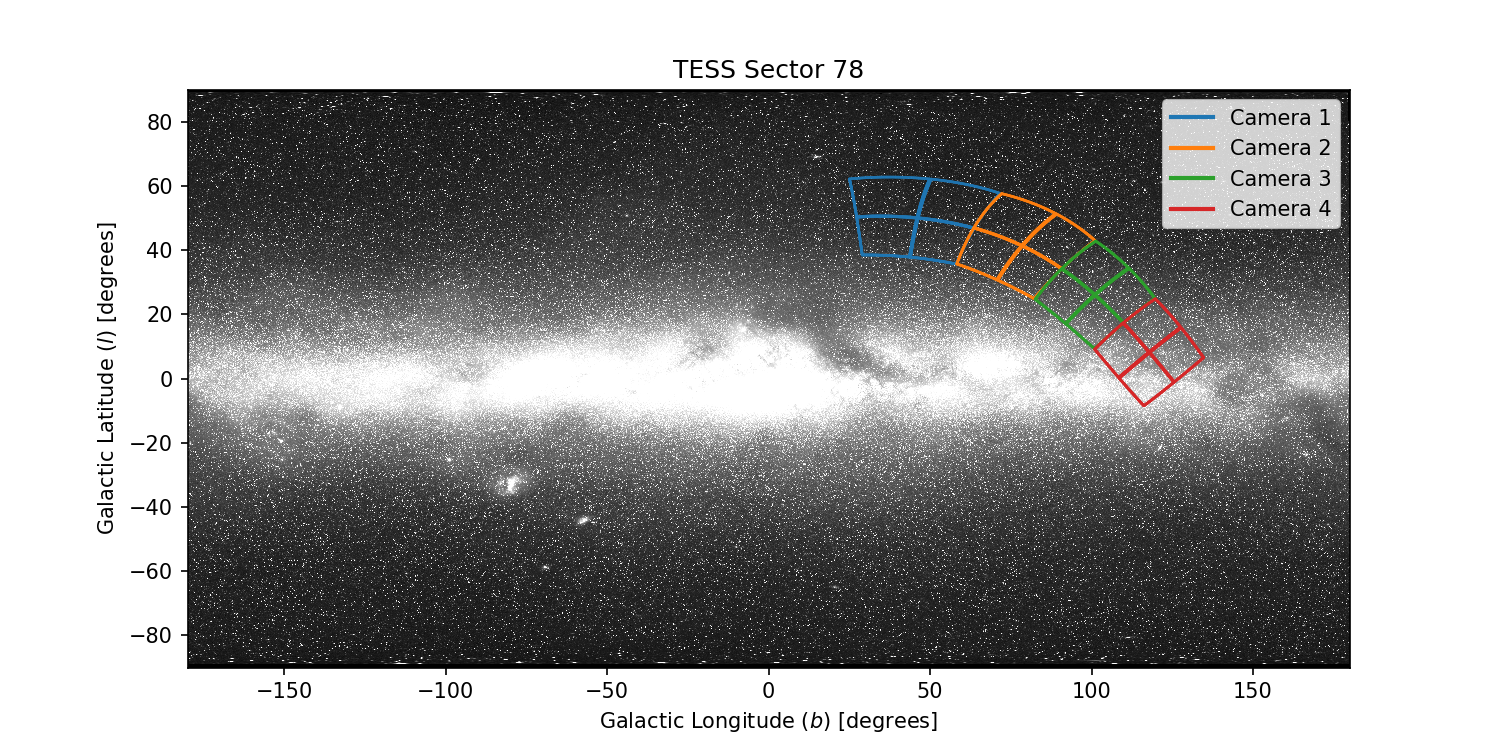 TESS Sector 78
Camera 1
Camera 2
Camera 3
Camera 4
80
60
40
20
0
−20
−40
−60
−80
Galactic Latitude (l) [degrees]
−150
−100
−50
0
50
100
150
Galactic Longitude (b) [degrees]